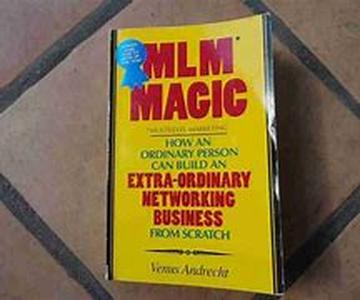 MLM*
MAGIC
*MULTILEVEL MARKETING
HOW AN
ORDINARY PERSON
CAN BUILD AN
EXTRA-ORDINARY
NETWORKING
BUSINESS
FROM SCRATCH
Venus Andrecht